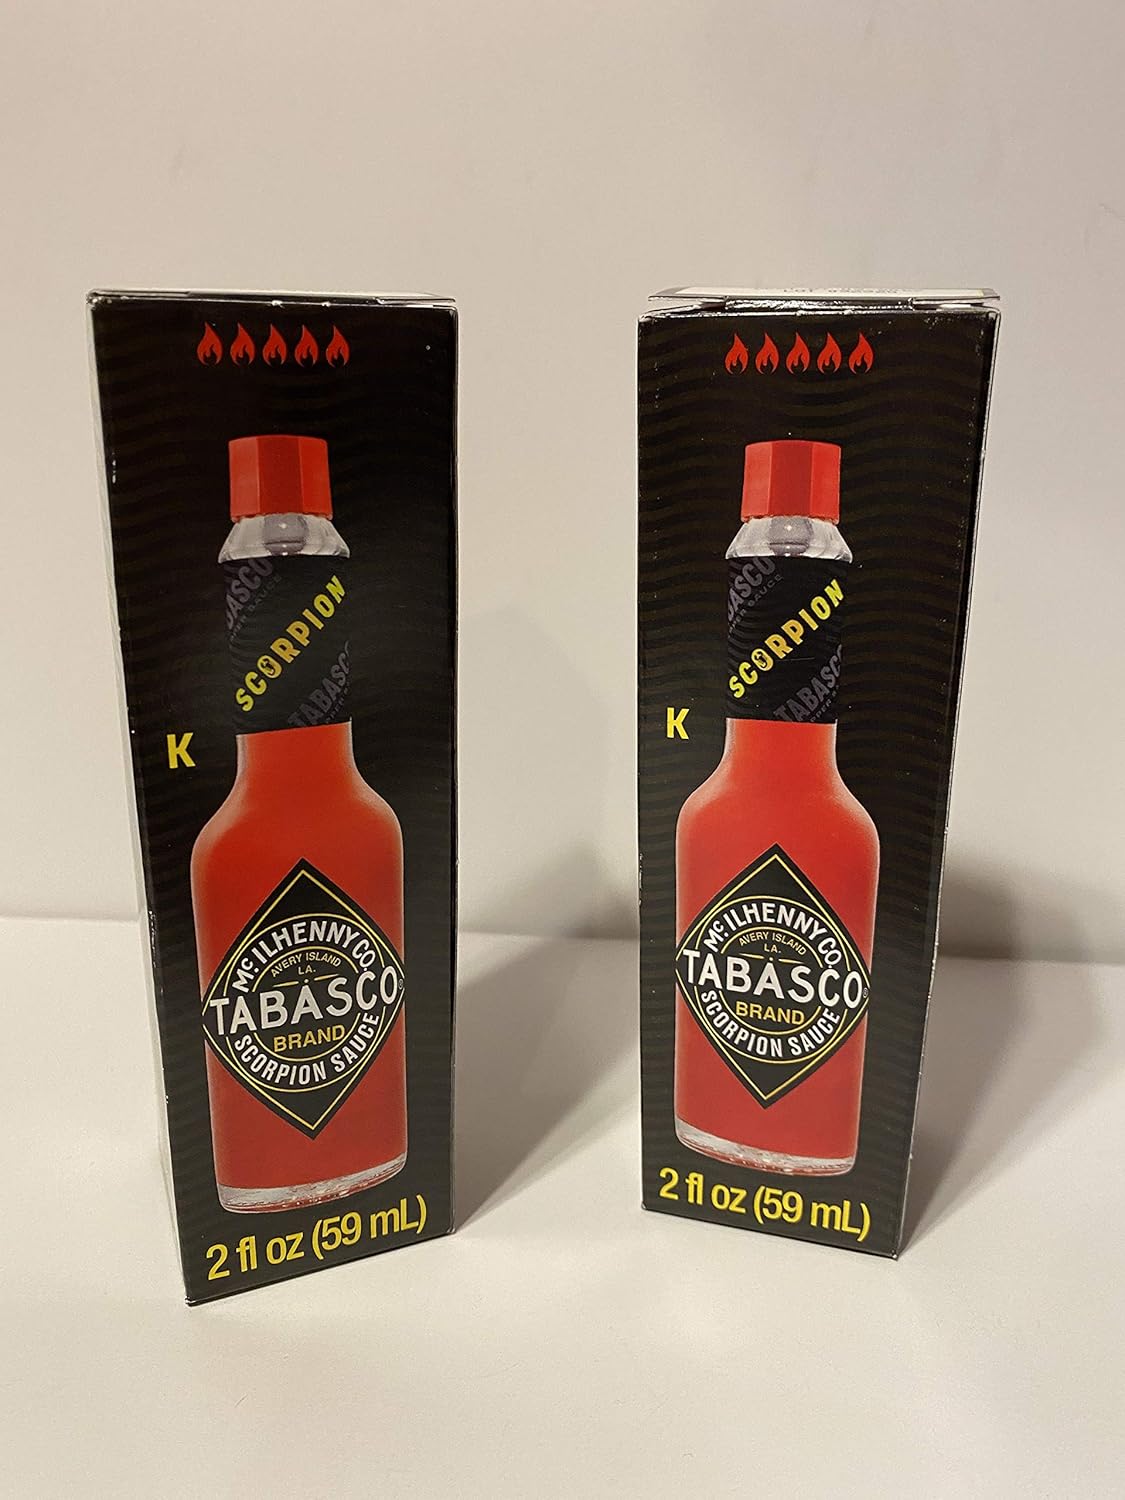 TABASCO
SCORPION
TABASCO
K
McILHENNY CO.
AVERY ISLAND
LA.
TABASCO®
BRAND
SCORPION SAUCE
2 fl oz (59 mL)
SCORPION
TABASCO
K
McILHENNY CO.
AVERY ISLAND
LA.
TABASCO®
BRAND
SCORPION SAUCE
2 fl oz (59 mL)